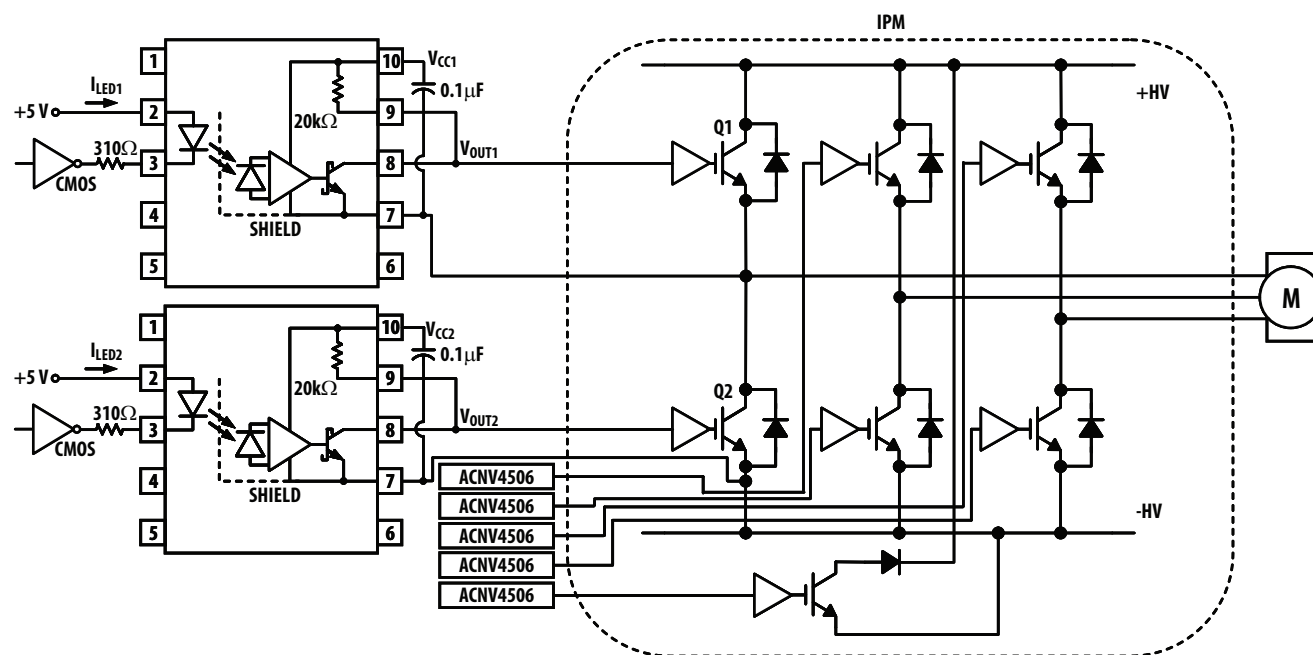 IPM
1
10
VCC1
0.1μF
ILED1
+5 V
2
20kΩ
9
+HV
Q1
310Ω
3
8
VOUT1
CMOS
4
7
SHIELD
5
6
M
1
10
VCC2
0.1μF
ILED2
+5 V
2
20kΩ
9
Q2
310Ω
3
8
VOUT2
CMOS
4
7
SHIELD
ACNV4506
ACNV4506
5
6
-HV
ACNV4506
ACNV4506
ACNV4506